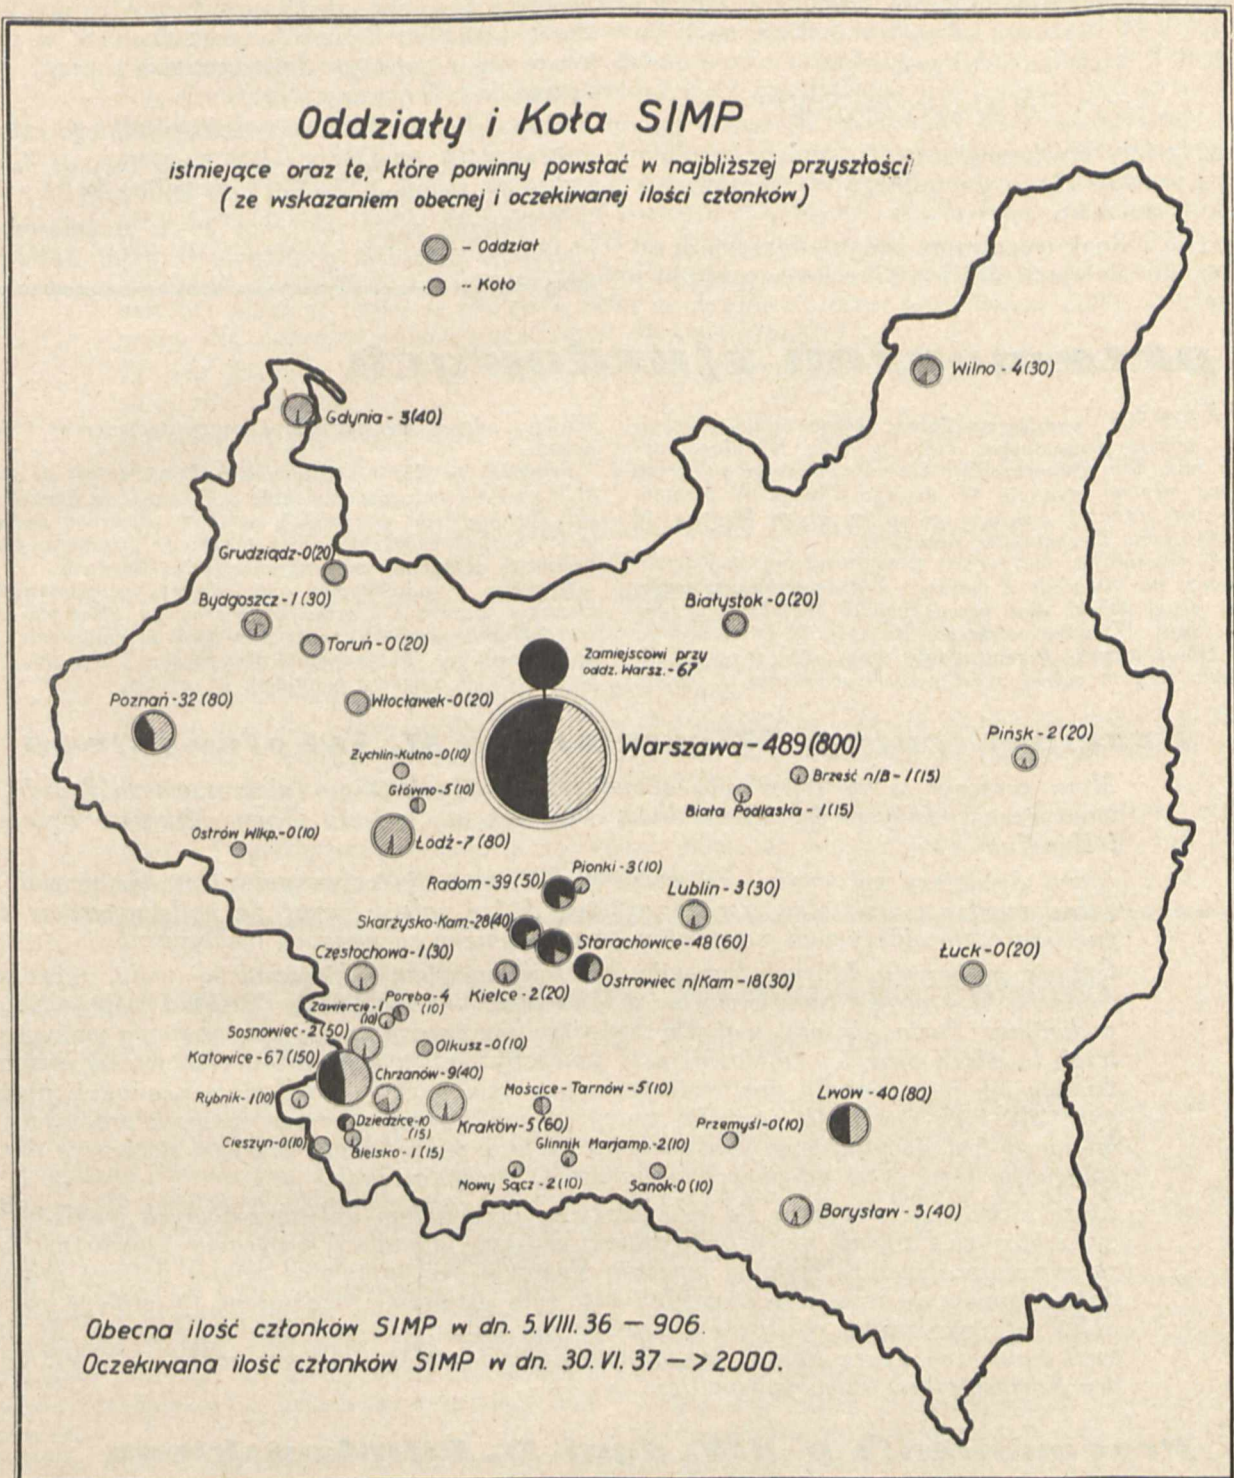 Oddziały i Koła SIMP
istniejące oraz te, które powinny powstać w najbliższej przyszłości
(ze wskazaniem obecnej i oczekiwanej ilości członków)
- Oddział
-- Koło
Wilno - 4(30)
Gdynia - 3(40)
Grudziądz-0(20)
Bydgoszcz-1(30)
Białystok-0(20)
Toruń-0(20)
Zamiejscowi przy
oddz. Warsz.-67
Poznań-32(80)
Włocławek-0(20)
Warszawa-489(800)
Pińsk-2(20)
Żychlin-Kutno-0(10)
Brześć n/B-1(15)
Główno-5(10)
Biała Podlaska-1(15)
Ostrów Wlkp.-0(10)
Łódź-7(80)
Pionki-3(10)
Radom-39(50)
Lublin-3(30)
Skarżysko-Kam-28(40)
Starachowice-48(60)
Częstochowa-1(30)
Łuck-0(20)
Ostrowiec n/Kam-18(30)
Kielce-2(20)
Poręba-4
(10)
Zawiercie-1
(10)
Sosnowiec-2(50)
Olkusz-0(10)
Katowice-67(150)
Chrzanów-9(40)
Mościce-Tarnów-5(10)
Lwow-40(80)
Rybnik-1(10)
Dziedzice-10
(15)
Kraków-5(60)
Przemyśl-0(10)
Cieszyn-0(10)
Bielsko-1(15)
Glinnik Marjamp.-2(10)
Nowy Sącz-2(10)
Sanok-0(10)
Borysław-5(40)
Obecna ilość członków SIMP w dn. 5.VIII.36 — 906.
Oczekiwana ilość członków SIMP w dn. 30.VI.37 —>2000.